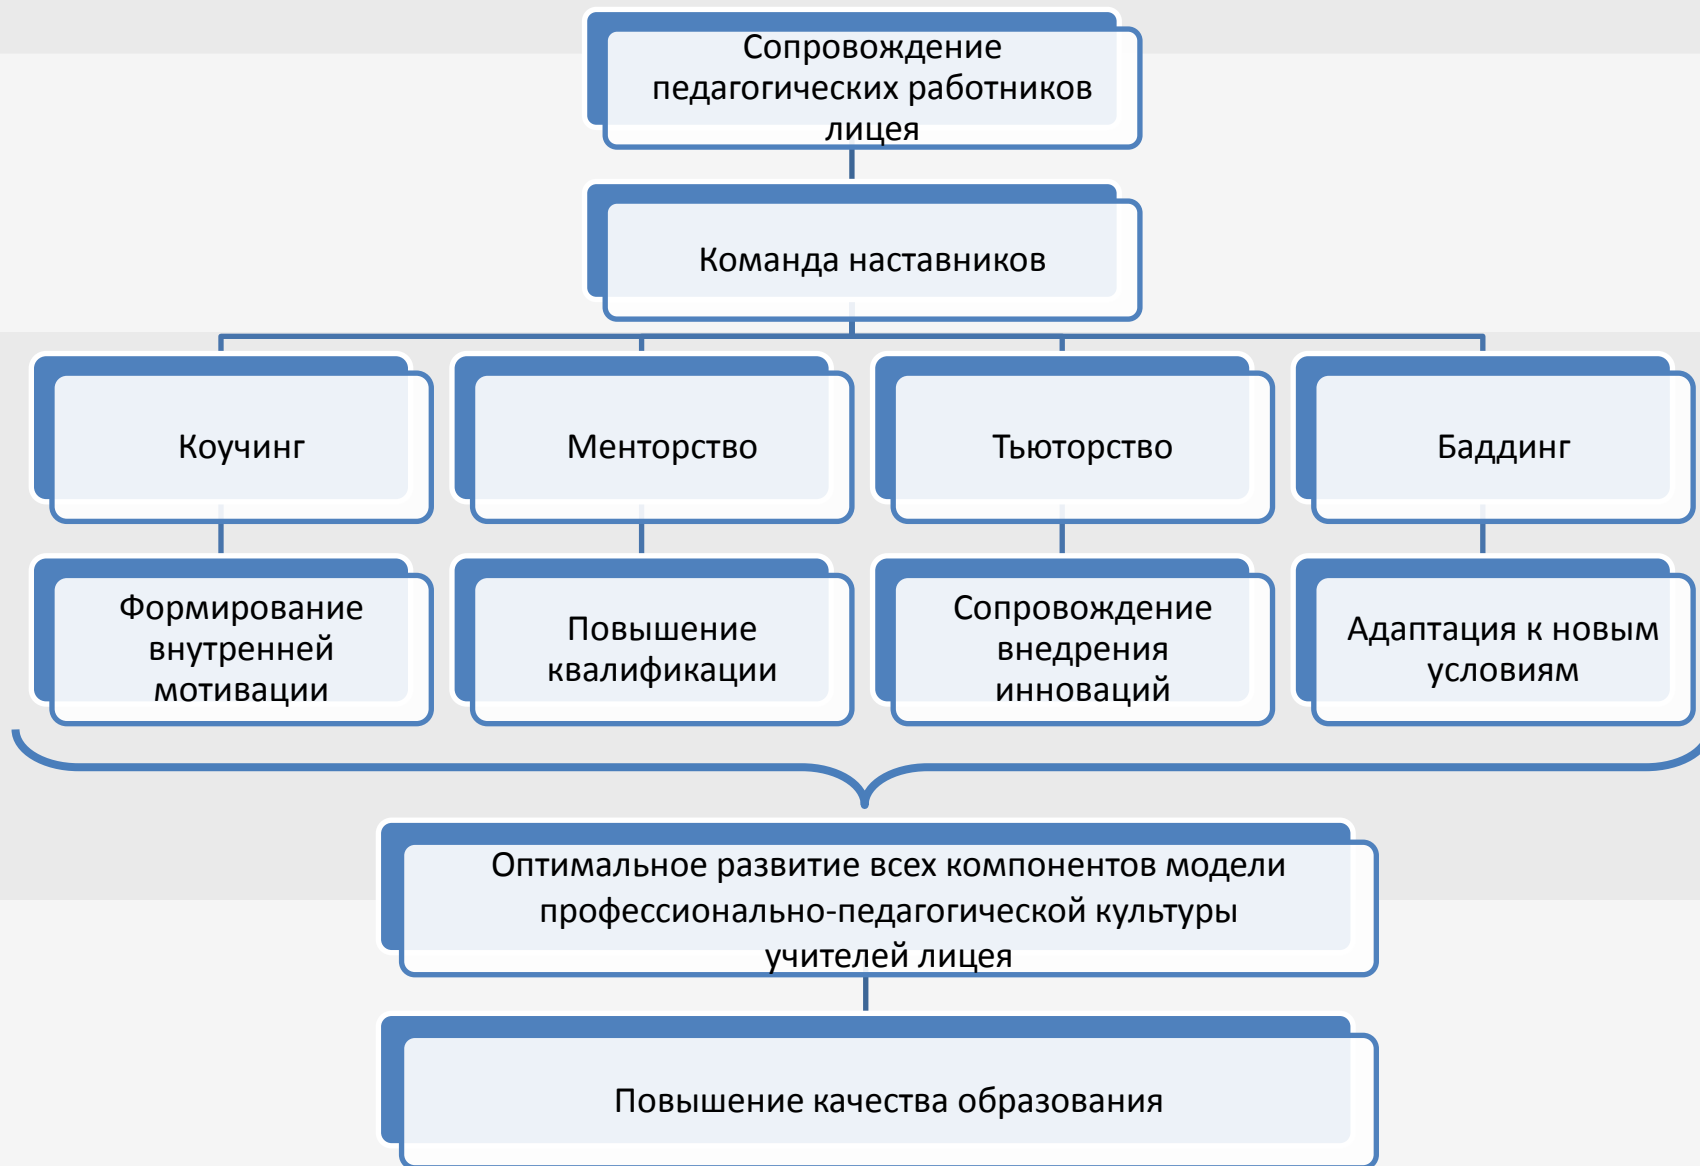 Сопровождение
педагогических работников
лицея
Команда наставников
Коучинг
Менторство
Тьюторство
Баддинг
Формирование
внутренней
мотивации
Повышение
квалификации
Сопровождение
внедрения
инноваций
Адаптация к новым
условиям
Оптимальное развитие всех компонентов модели
профессионально-педагогической культуры
учителей лицея
Повышение качества образования